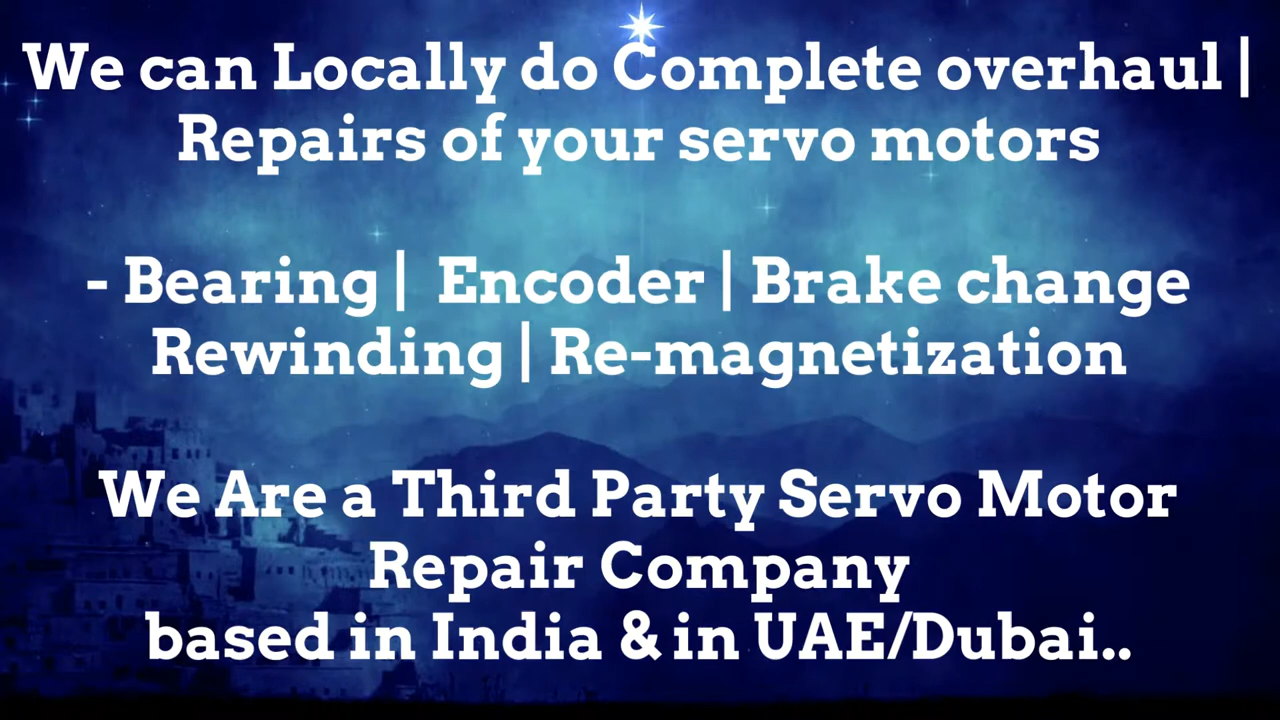 We can Locally do Complete overhaul |
Repairs of your servo motors
- Bearing | Encoder | Brake change
Rewinding | Re-magnetization
We Are a Third Party Servo Motor
Repair Company
based in India & in UAE/Dubai..